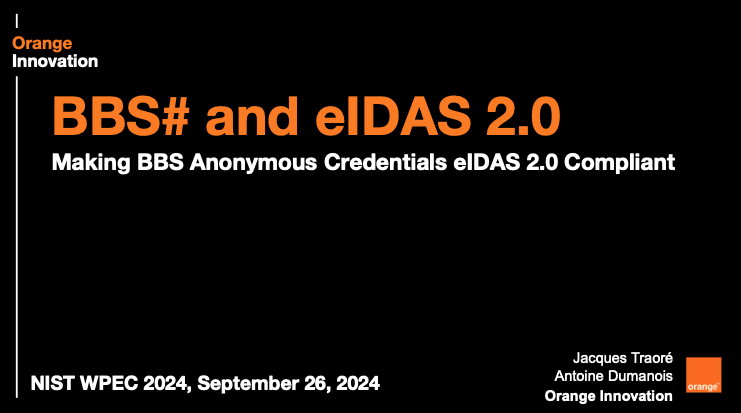 Orange
Innovation
BBS# and eIDAS 2.0
Making BBS Anonymous Credentials eIDAS 2.0 Compliant
Jacques Traoré
Antoine Dumanois
Orange Innovation
orange
NIST WPEC 2024, September 26, 2024